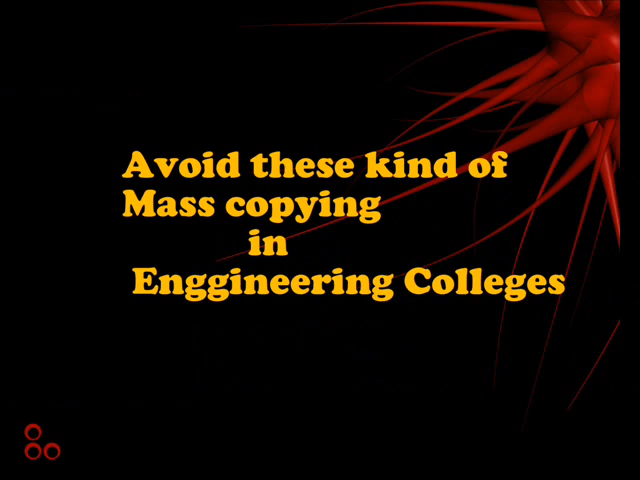 Avoid these kind of
Mass copying
in
Enggineering Colleges